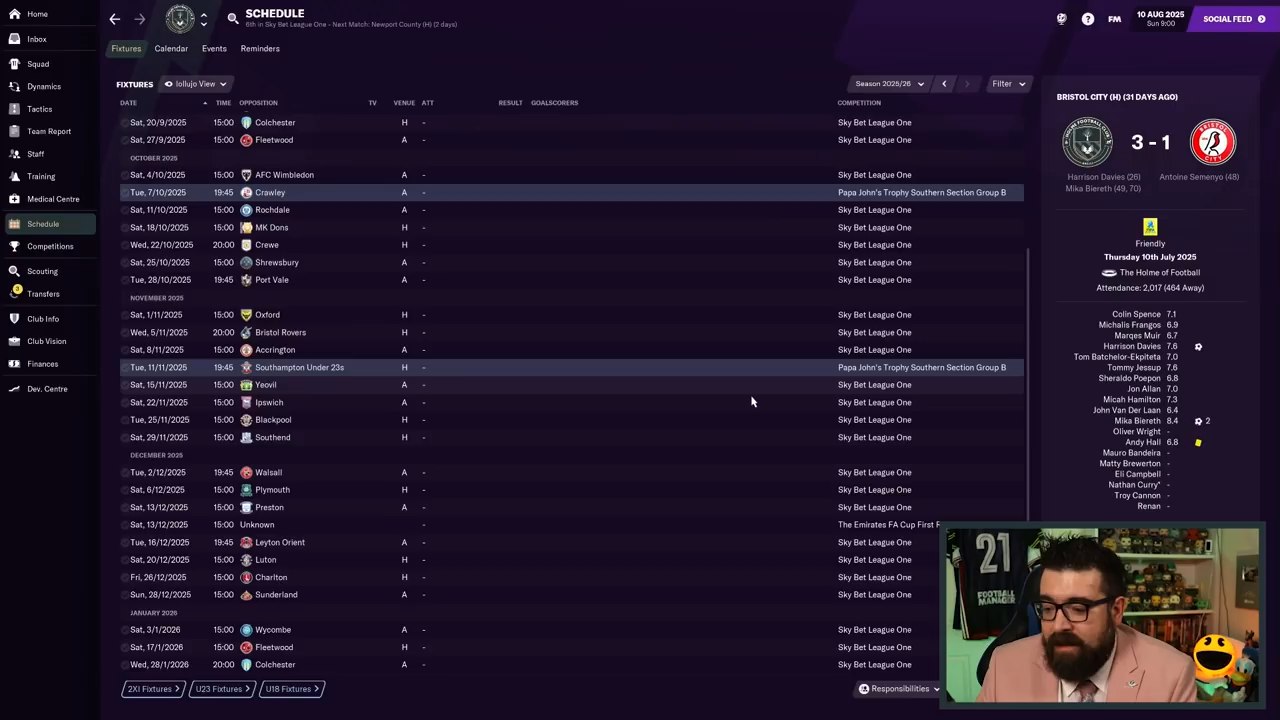 Home
Inbox
Squad
Dynamics
Tactics
Team Report
Staff
Training
Medical Centre
Schedule
Competitions
Scouting
3
Transfers
Club Info
Club Vision
Finances
Dev. Centre
SCHEDULE
6th in Sky Bet League One - Next Match: Newport County (H) (2 days)
FM
10 AUG 2025
Sun 9:00
SOCIAL FEED
Fixtures Calendar Events Reminders
FIXTURES lollujo View Season 2025/26 Filter
DATE TIME OPPOSITION TV VENUE ATT RESULT GOALSCORERS COMPETITION
Sat, 20/9/2025 15:00 Colchester H - Sky Bet League One
Sat, 27/9/2025 15:00 Fleetwood A - Sky Bet League One
OCTOBER 2025
Sat, 4/10/2025 15:00 AFC Wimbledon A - Sky Bet League One
Tue, 7/10/2025 19:45 Crawley A - Papa John's Trophy Southern Section Group B
Sat, 11/10/2025 15:00 Rochdale A - Sky Bet League One
Sat, 18/10/2025 15:00 MK Dons H - Sky Bet League One
Wed, 22/10/2025 20:00 Crewe H - Sky Bet League One
Sat, 25/10/2025 15:00 Shrewsbury A - Sky Bet League One
Tue, 28/10/2025 19:45 Port Vale A - Sky Bet League One
NOVEMBER 2025
Sat, 1/11/2025 15:00 Oxford H - Sky Bet League One
Wed, 5/11/2025 20:00 Bristol Rovers H - Sky Bet League One
Sat, 8/11/2025 15:00 Accrington A - Sky Bet League One
Tue, 11/11/2025 19:45 Southampton Under 23s H - Papa John's Trophy Southern Section Group B
Sat, 15/11/2025 15:00 Yeovil A - Sky Bet League One
Sat, 22/11/2025 15:00 Ipswich A - Sky Bet League One
Tue, 25/11/2025 15:00 Blackpool H - Sky Bet League One
Sat, 29/11/2025 15:00 Southend H - Sky Bet League One
DECEMBER 2025
Tue, 2/12/2025 19:45 Walsall A - Sky Bet League One
Sat, 6/12/2025 15:00 Plymouth H - Sky Bet League One
Sat, 13/12/2025 15:00 Preston A - Sky Bet League One
Sat, 13/12/2025 15:00 Unknown - The Emirates FA Cup First R
Tue, 16/12/2025 19:45 Leyton Orient A - Sky Bet League One
Sat, 20/12/2025 15:00 Luton H - Sky Bet League One
Fri, 26/12/2025 15:00 Charlton H - Sky Bet League One
Sun, 28/12/2025 15:00 Sunderland A - Sky Bet League One
JANUARY 2026
Sat, 3/1/2026 15:00 Wycombe A - Sky Bet League One
Sat, 17/1/2026 15:00 Fleetwood H - Sky Bet League One
Wed, 28/1/2026 20:00 Colchester A - Sky Bet League One
2XI Fixtures U23 Fixtures U18 Fixtures Responsibilities
BRISTOL CITY (H) (31 DAYS AGO)
3 - 1
Harrison Davies (26) Antoine Semenyo (48)
Mika Biereth (49, 70)
Friendly
Thursday 10th July 2025
The Holme of Football
Attendance: 2,017 (464 Away)
Colin Spence 7.1
Michalis Frangos 6.9
Marqes Muir 6.7
Harrison Davies 7.6
Tom Batchelor-Ekpiteta 7.0
Tommy Jessup 7.6
Sheraldo Poepon 6.8
Jon Allan 7.0
Micah Hamilton 7.3
John Van Der Laan 6.4
Mika Biereth 8.4 2
Oliver Wright -
Andy Hall 6.8
Mauro Bandeira -
Matty Brewerton -
Eli Campbell -
Nathan Curry* -
Troy Cannon -
Renan -
21
FOOTBALL
MANAGER